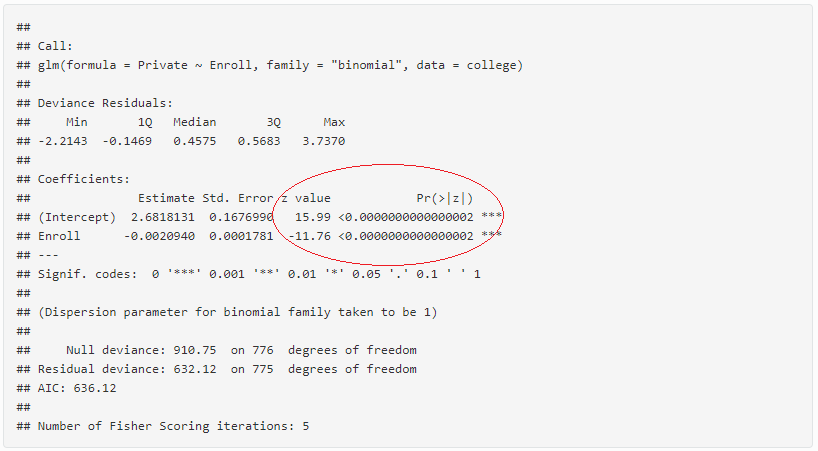 ##
## Call:
## glm(formula = Private ~ Enroll, family = "binomial", data = college)
##
## Deviance Residuals:
##     Min       1Q   Median       3Q      Max
## -2.2143  -0.1469   0.4575   0.5683   3.7370
##
## Coefficients:
##               Estimate Std. Error z value            Pr(>|z|)
## (Intercept)  2.6818131  0.1676990   15.99 <0.0000000000000002 ***
## Enroll      -0.0020940  0.0001781  -11.76 <0.0000000000000002 ***
## ---
## Signif. codes:  0 '***' 0.001 '**' 0.01 '*' 0.05 '.' 0.1 ' ' 1
##
## (Dispersion parameter for binomial family taken to be 1)
##
##     Null deviance: 910.75  on 776  degrees of freedom
## Residual deviance: 632.12  on 775  degrees of freedom
## AIC: 636.12
##
## Number of Fisher Scoring iterations: 5